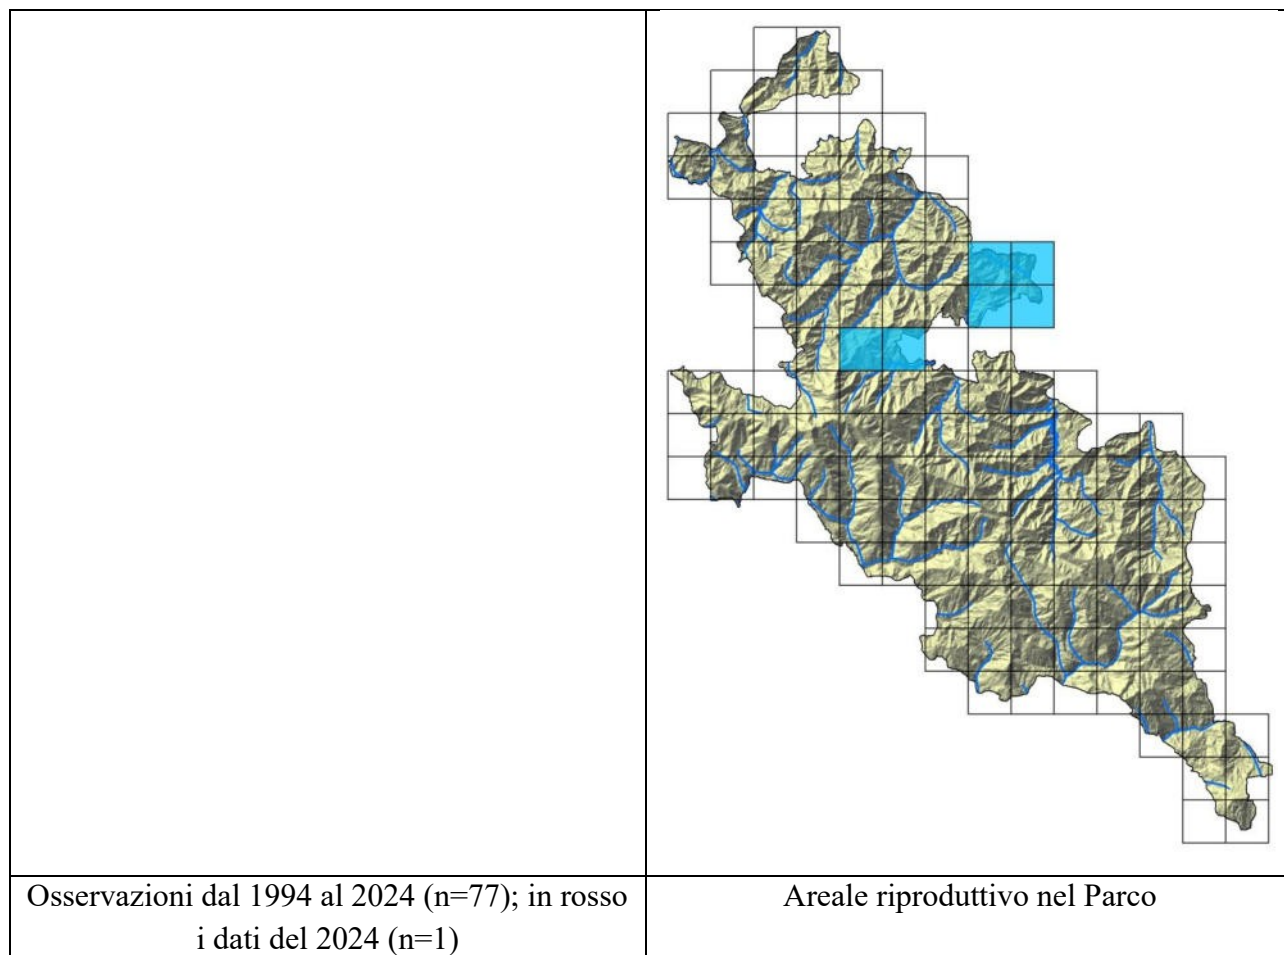 Osservazioni dal 1994 al 2024 (n=77); in rosso
i dati del 2024 (n=1)
Areale riproduttivo nel Parco